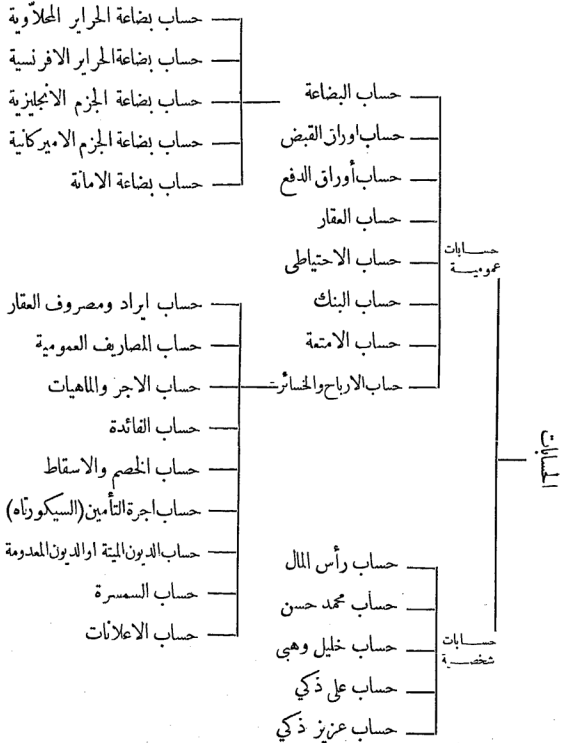 الحسابات
حسابات عمومية
حساب البضاعة
حساب بضاعة الحراير المحلاوية
حساب بضاعة الحراير الافرنسية
حساب بضاعة الجزم الانجليزية
حساب بضاعة الجزم الاميركانية
حساب بضاعة الامانة
حساب اوراق القبض
حساب أوراق الدفع
حساب العقار
حساب الاحتياطى
حساب البنك
حساب الامتعة
حساب الارباح والخسائر
حساب ايراد ومصروف العقار
حساب المصاريف العمومية
حساب الاجر والماهيات
حساب الفائدة
حساب الخصم والاسقاط
حساب اجرة التأمين (السيكورتاه)
حساب الديون الميتة او الديون المعدومة
حساب السمسرة
حساب الاعلانات
حسابات شخصية
حساب رأس المال
حساب محمد حسن
حساب خليل وهبى
حساب على ذكي
حساب عزيز ذكي